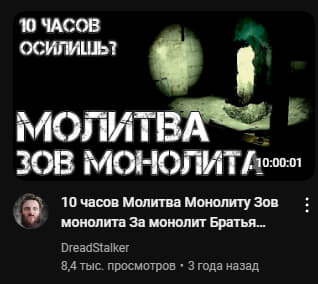 10 ЧАСОВ
ОСИЛИШЬ?
МОЛИТВА
ЗОВ МОНОЛИТА
10:00:01
10 часов Молитва Монолиту Зов
монолита За монолит Братья...
DreadStalker
8,4 тыс. просмотров • 3 года назад